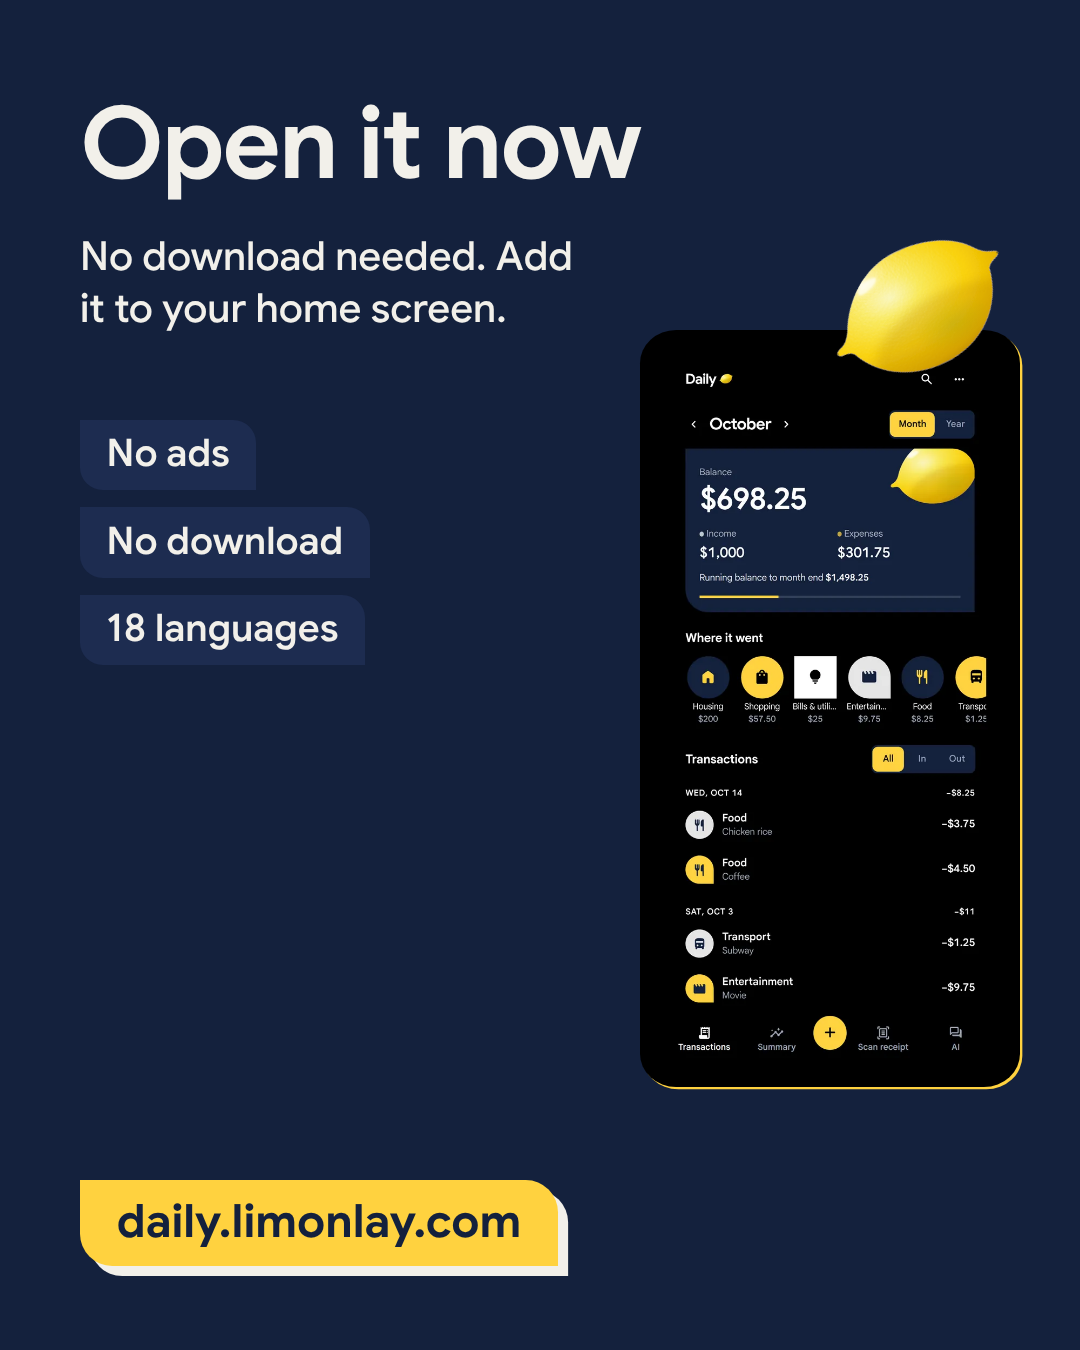 Open it now
No download needed. Add
it to your home screen.
No ads
No download
18 languages
Daily
October
Month Year
Balance
$698.25
Income Expenses
$1,000 $301.75
Running balance to month end $1,498.25
Where it went
Housing Shopping Bills & utili... Entertain... Food Transpo
$200 $57.50 $25 $9.75 $8.25 $1.25
Transactions All In Out
WED, OCT 14 −$8.25
Food
Chicken rice −$3.75
Food
Coffee −$4.50
SAT, OCT 3 −$11
Transport
Subway −$1.25
Entertainment
Movie −$9.75
Transactions Summary Scan receipt AI
daily.limonlay.com